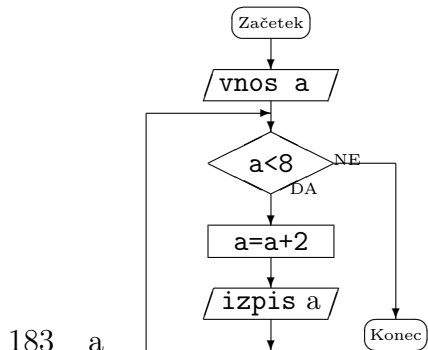 Začetek
vnos a
a<8
NE
DA
a=a+2
izpis a
Konec
183 a